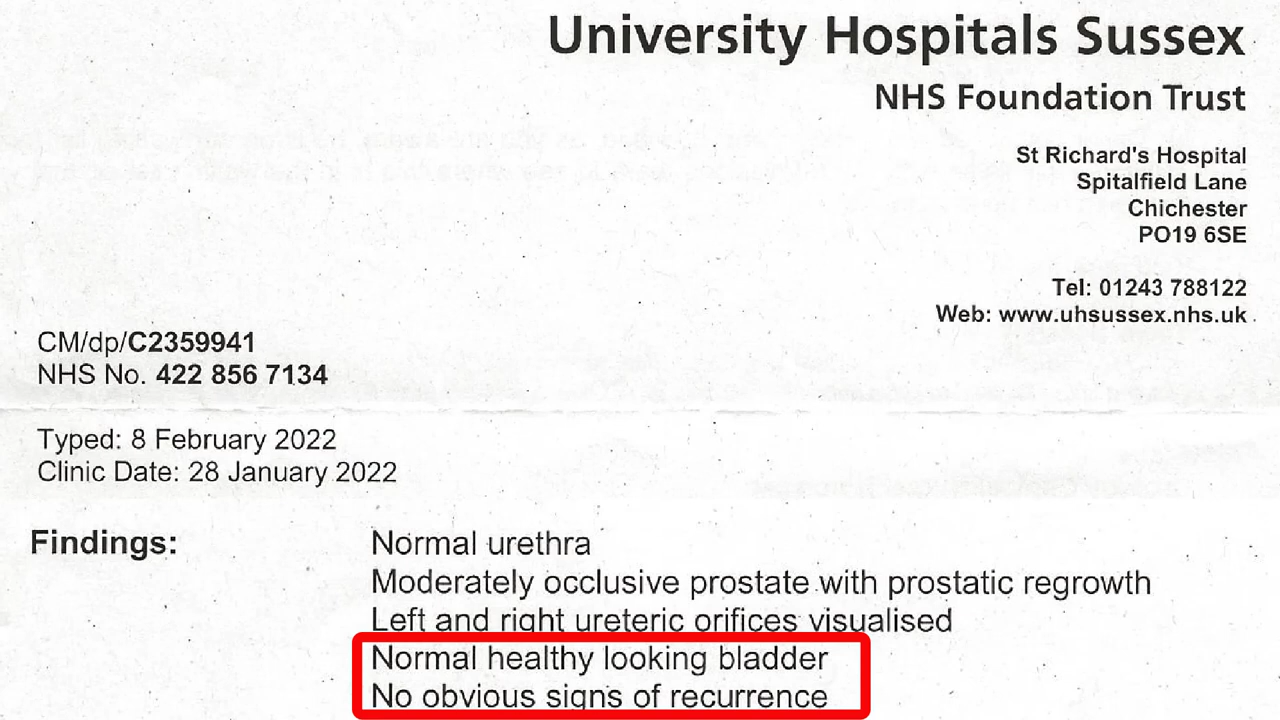 University Hospitals Sussex
NHS Foundation Trust
St Richard's Hospital
Spitalfield Lane
Chichester
PO19 6SE
Tel: 01243 788122
Web: www.uhsussex.nhs.uk
CM/dp/C2359941
NHS No. 422 856 7134
Typed: 8 February 2022
Clinic Date: 28 January 2022
Findings: Normal urethra
Moderately occlusive prostate with prostatic regrowth
Left and right ureteric orifices visualised
Normal healthy looking bladder
No obvious signs of recurrence